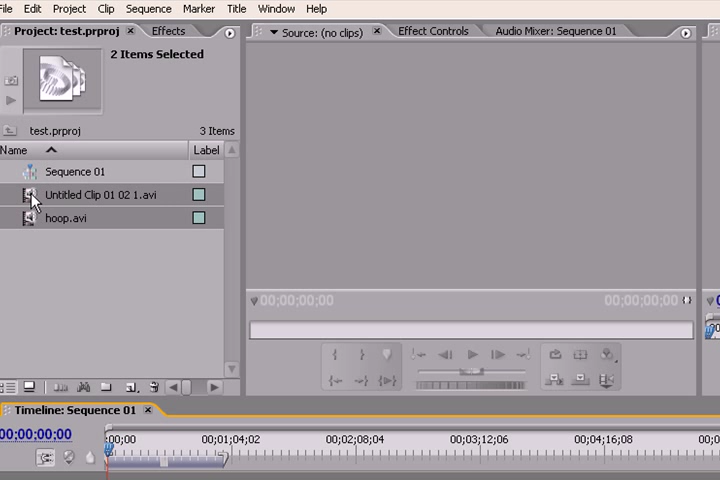 File Edit Project Clip Sequence Marker Title Window Help
Project: test.prproj Effects
2 Items Selected
test.prproj 3 Items
Name Label
Sequence 01
Untitled Clip 01 02 1.avi
hoop.avi
Source: (no clips) Effect Controls Audio Mixer: Sequence 01
00;00;00;00 00;00;00;00
Timeline: Sequence 01
00;00;00;00
;00;00 00;01;04;02 00;02;08;04 00;03;12;06 00;04;16;08 00;0